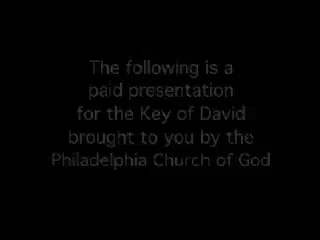 The following is a
paid presentation
for the Key of David
brought to you by the
Philadelphia Church of God